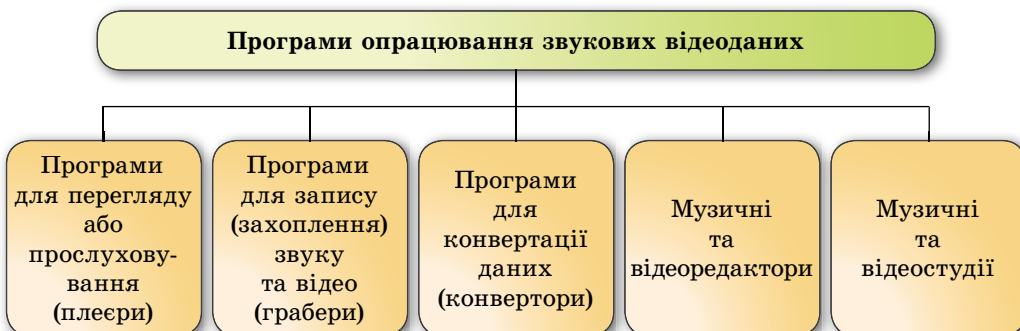 Програми опрацювання звукових відеоданих
Програми
для перегляду
або
прослухову-
вання
(плеєри)
Програми
для запису
(захоплення)
звуку
та відео
(грабери)
Програми
для
конвертації
даних
(конвертори)
Музичні
та
відеоредактори
Музичні
та
відеостудії